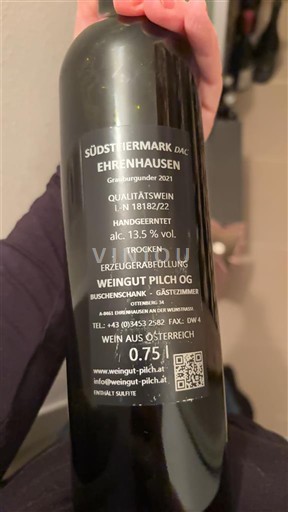 SÜDSTEIERMARK DAC
EHRENHAUSEN
Grauburgunder 2021
QUALITÄTSWEIN
L-N 18182/22
HANDGEERNTET
alc. 13.5 % vol.
TROCKEN
VINIOU
ERZEUGERABFÜLLUNG
WEINGUT PILCH OG
BUSCHENSCHANK - GÄSTEZIMMER
OTTENBERG 34
A-8461 EHRENHAUSEN AN DER WEINSTRASSE
TEL.: +43 (0)3453 2582 FAX.: DW 4
WEIN AUS ÖSTERREICH
0.75 l
www.weingut-pilch.at
info@weingut-pilch.at
ENTHÄLT SULFITE